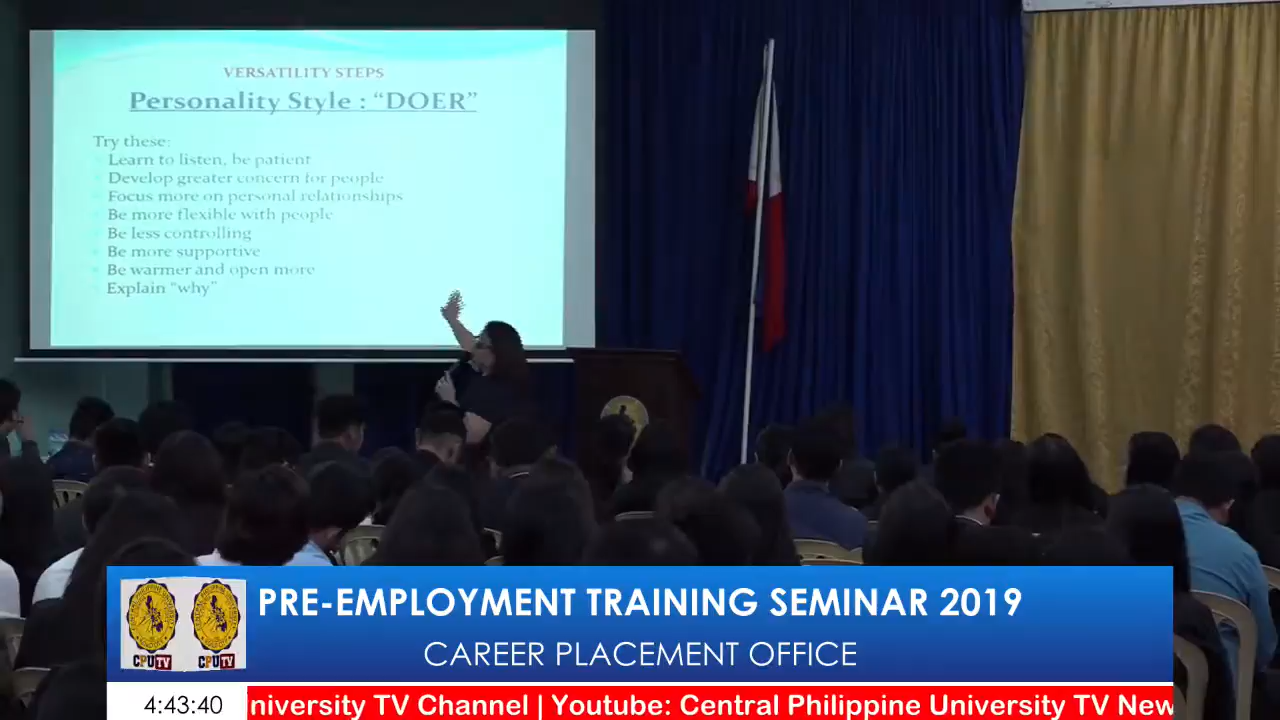 VERSATILITY STEPS
Personality Style : “DOER”
Try these:
Learn to listen, be patient
Develop greater concern for people
Focus more on personal relationships
Be more flexible with people
Be less controlling
Be more supportive
Be warmer and open more
Explain “why”
PRE-EMPLOYMENT TRAINING SEMINAR 2019
CAREER PLACEMENT OFFICE
CPUTV CPUTV
4:43:40 niversity TV Channel | Youtube: Central Philippine University TV New